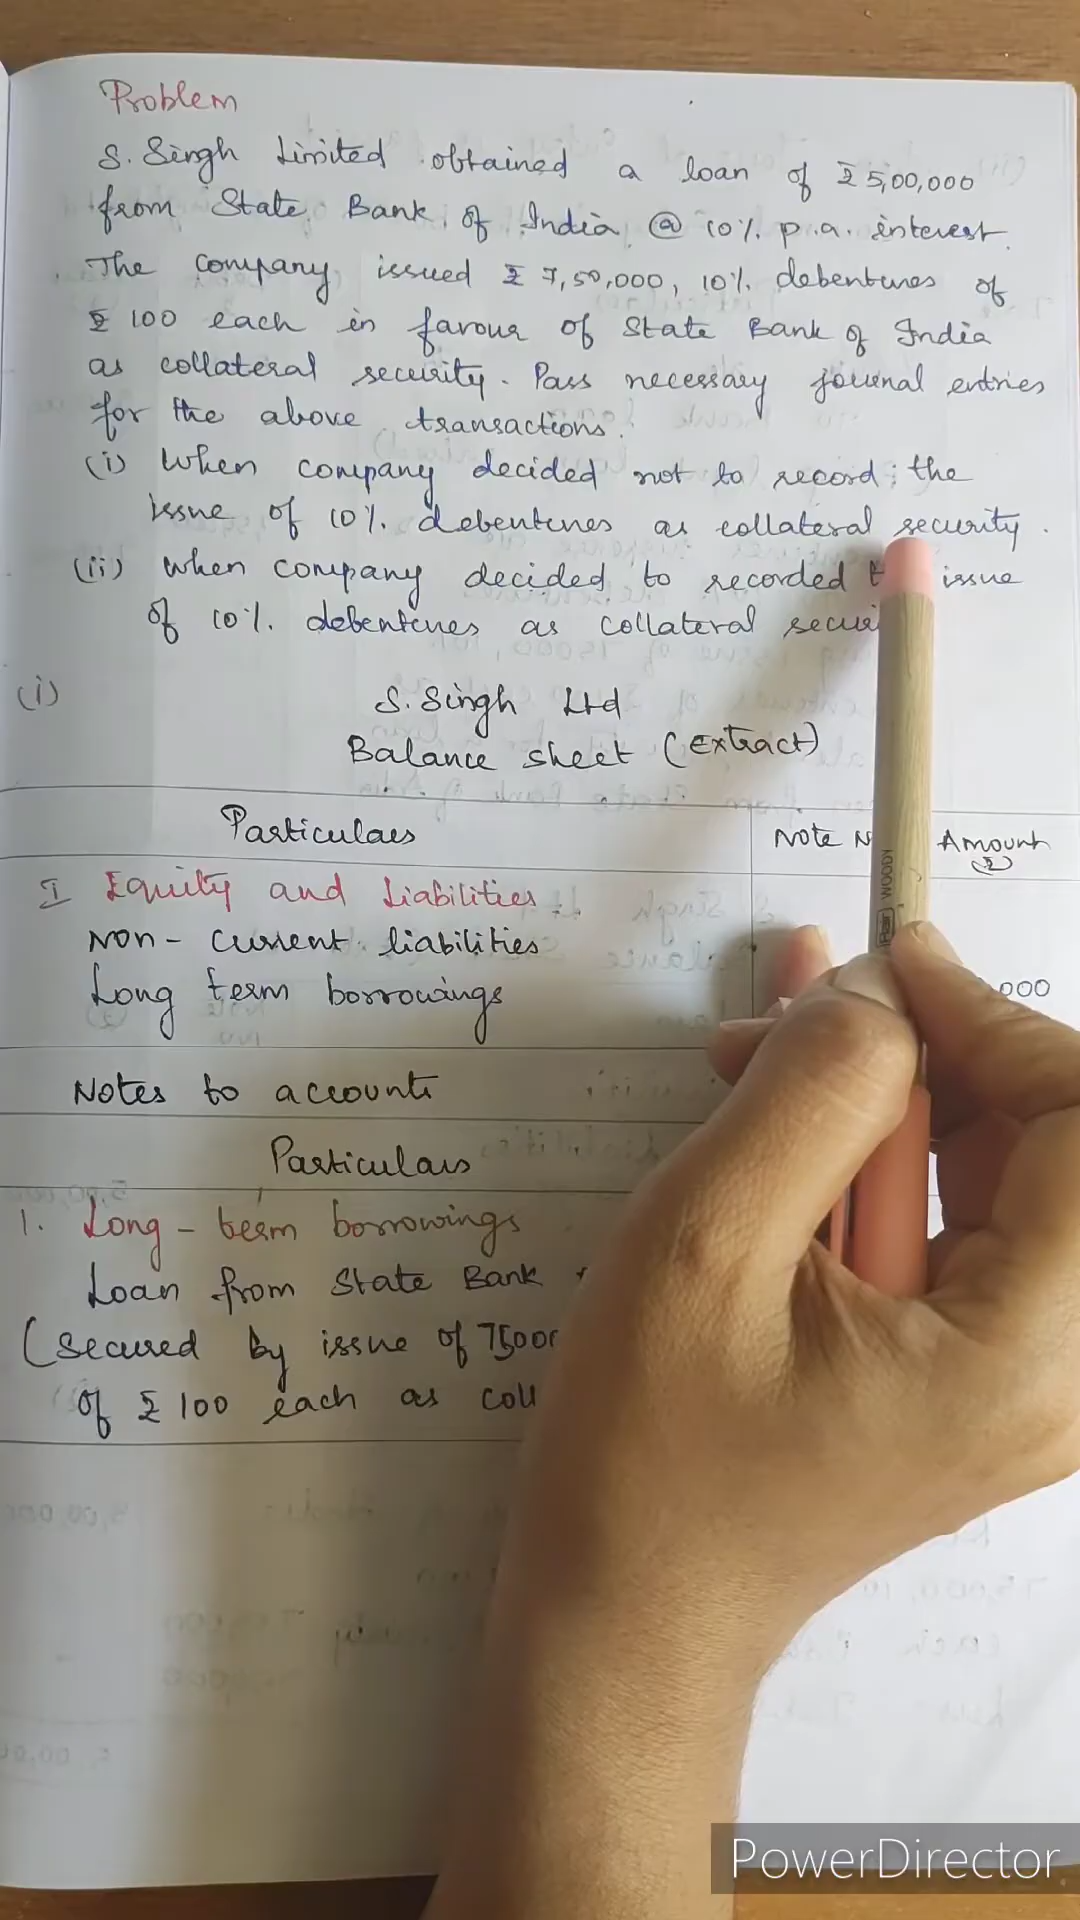 Problem
S. Singh Limited obtained a loan of ₹ 5,00,000
from State Bank of India @ 10% p.a. interest.
The company issued ₹ 7,50,000, 10% debentures of
₹ 100 each in favour of State Bank of India
as collateral security. Pass necessary journal entries
for the above transactions.
(i) When company decided not to record the
issue of 10% debentures as collateral security.
(ii) When company decided to recorded issue
of 10% debentures as collateral
(i) S. Singh Ltd
Balance sheet (extract)
Particulars Note Amount
₹
I Equity and Liabilities
Non-current liabilities
Long term borrowings 000
Notes to accounts
Particulars
1. Long-term borrowings
Loan from State Bank
(secured by issue of
of ₹ 100 each as
Flair WOODY
PowerDirector